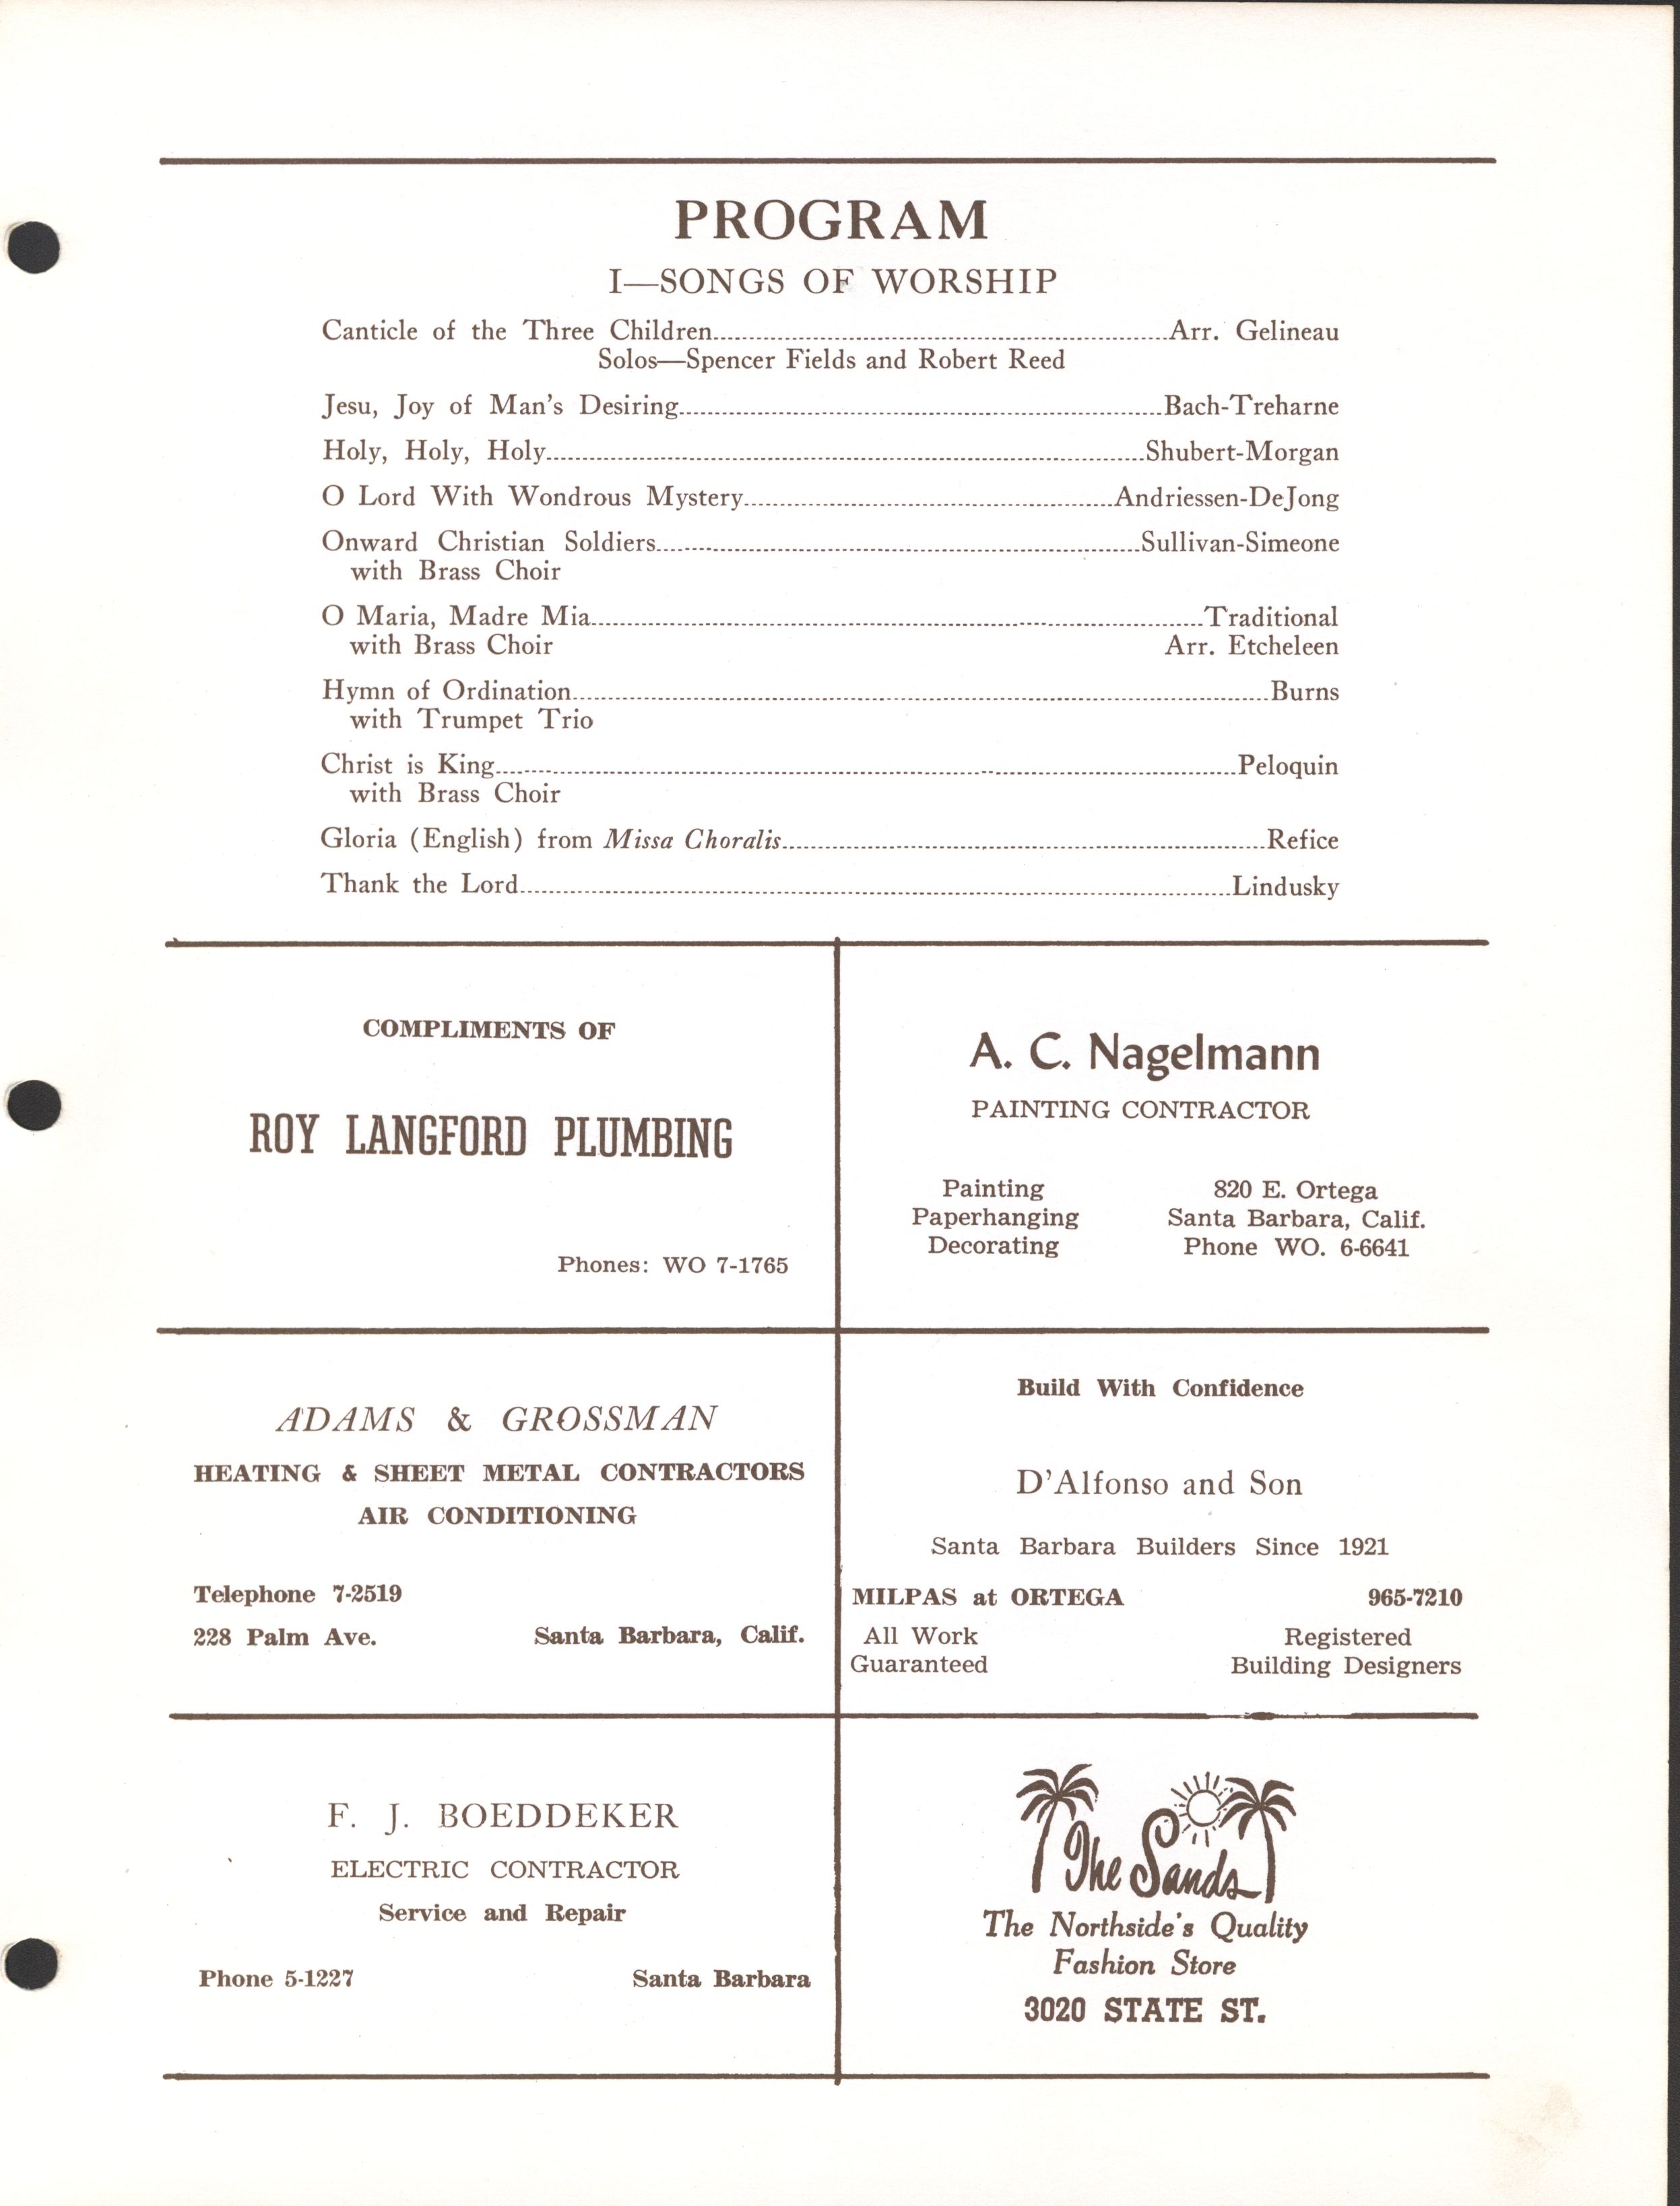 PROGRAM
I—SONGS OF WORSHIP
Canticle of the Three Children Arr. Gelineau
Solos—Spencer Fields and Robert Reed
Jesu, Joy of Man's Desiring Bach-Treharne
Holy, Holy, Holy Shubert-Morgan
O Lord With Wondrous Mystery Andriessen-DeJong
Onward Christian Soldiers Sullivan-Simeone
with Brass Choir
O Maria, Madre Mia Traditional
with Brass Choir Arr. Etcheleen
Hymn of Ordination Burns
with Trumpet Trio
Christ is King Peloquin
with Brass Choir
Gloria (English) from Missa Choralis Refice
Thank the Lord Lindusky
COMPLIMENTS OF
ROY LANGFORD PLUMBING
Phones: WO 7-1765
A. C. Nagelmann
PAINTING CONTRACTOR
Painting 820 E. Ortega
Paperhanging Santa Barbara, Calif.
Decorating Phone WO. 6-6641
ADAMS & GROSSMAN
HEATING & SHEET METAL CONTRACTORS
AIR CONDITIONING
Telephone 7-2519
228 Palm Ave. Santa Barbara, Calif.
Build With Confidence
D'Alfonso and Son
Santa Barbara Builders Since 1921
MILPAS at ORTEGA 965-7210
All Work Registered
Guaranteed Building Designers
F. J. BOEDDEKER
ELECTRIC CONTRACTOR
Service and Repair
Phone 5-1227 Santa Barbara
The Sands
The Northside's Quality
Fashion Store
3020 STATE ST.